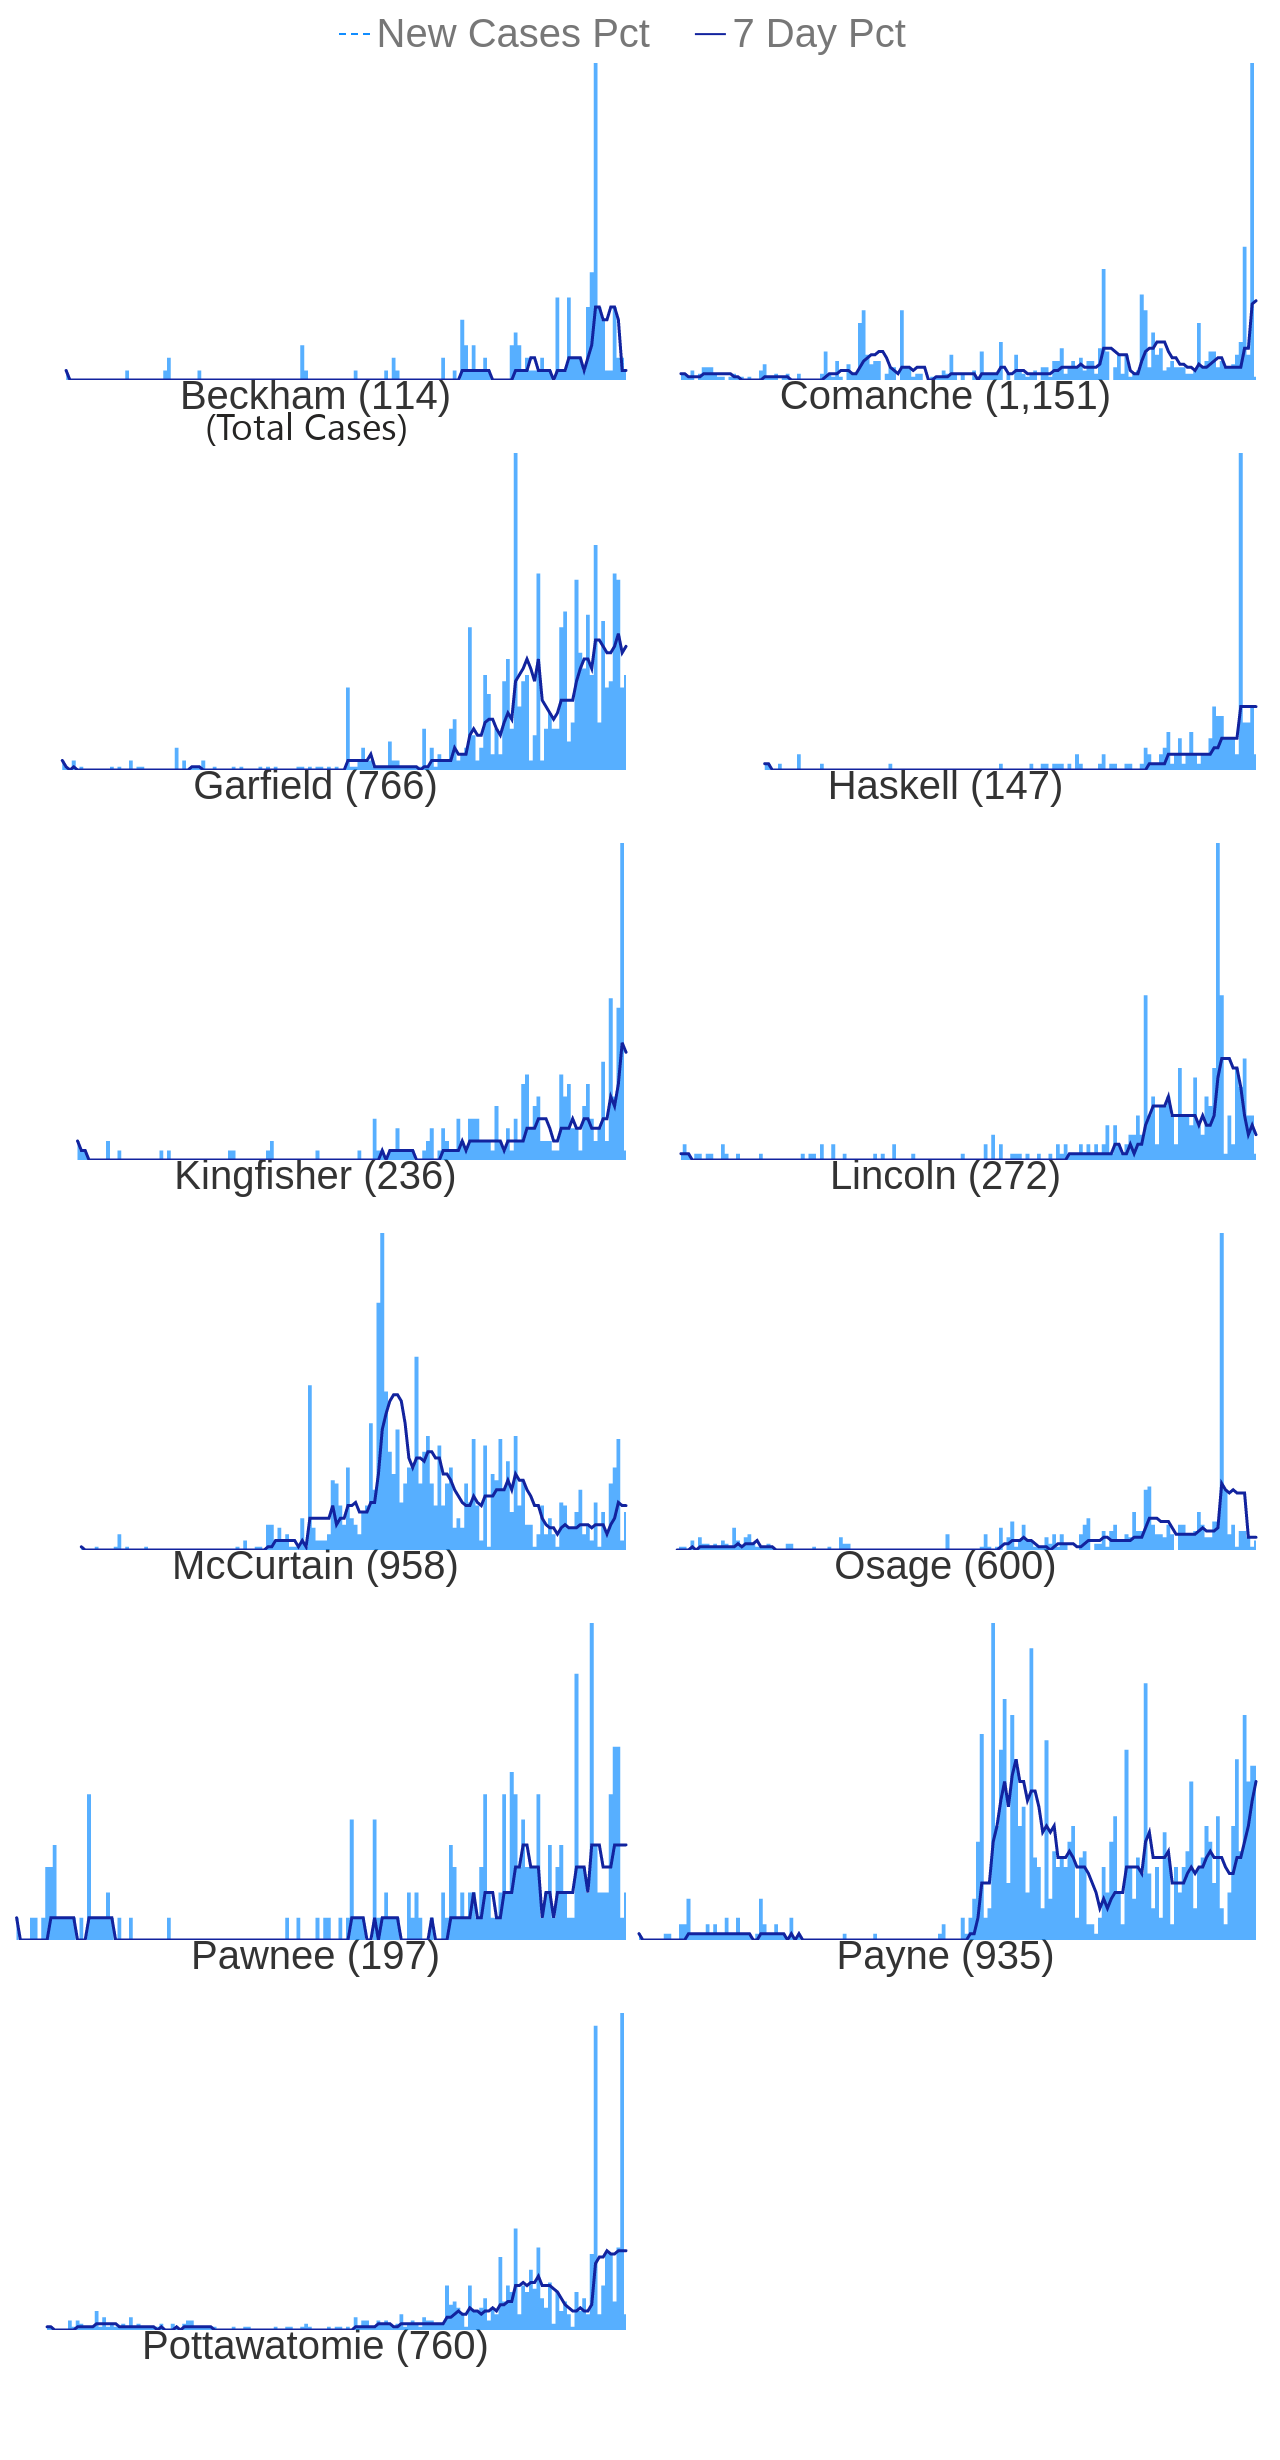 New Cases Pct 7 Day Pct
Beckham (114) Comanche (1,151)
(Total Cases)
Garfield (766) Haskell (147)
Kingfisher (236) Lincoln (272)
McCurtain (958) Osage (600)
Pawnee (197) Payne (935)
Pottawatomie (760)